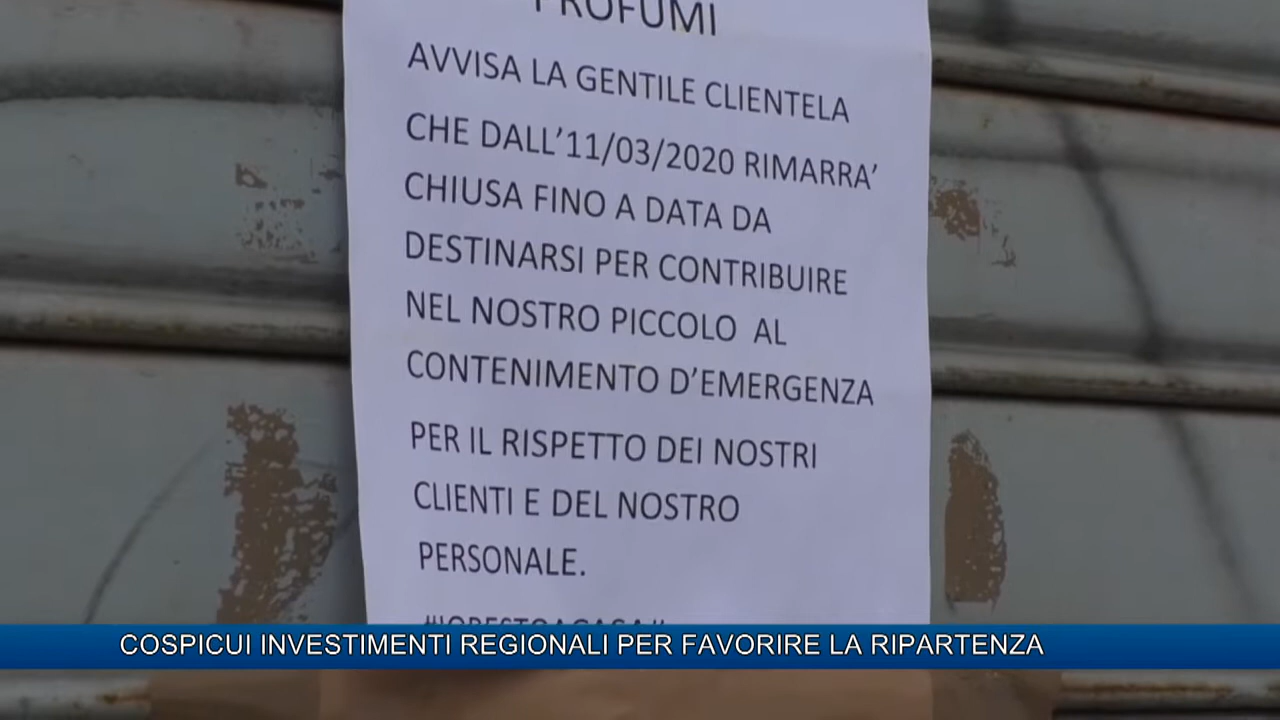 PROFUMI
AVVISA LA GENTILE CLIENTELA
CHE DALL'11/03/2020 RIMARRA'
CHIUSA FINO A DATA DA
DESTINARSI PER CONTRIBUIRE
NEL NOSTRO PICCOLO AL
CONTENIMENTO D'EMERGENZA
PER IL RISPETTO DEI NOSTRI
CLIENTI E DEL NOSTRO
PERSONALE.
COSPICUI INVESTIMENTI REGIONALI PER FAVORIRE LA RIPARTENZA